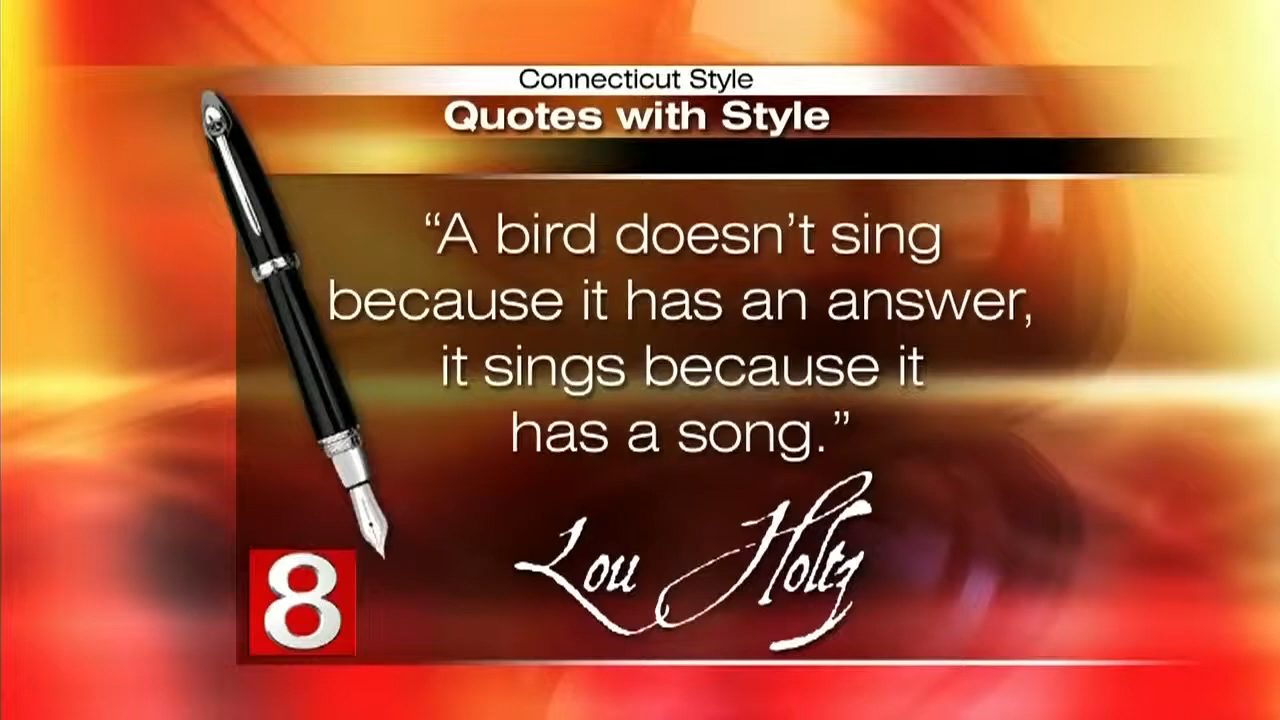 Connecticut Style
Quotes with Style
“A bird doesn’t sing
because it has an answer,
it sings because it
has a song.”
Lou Holtz
8